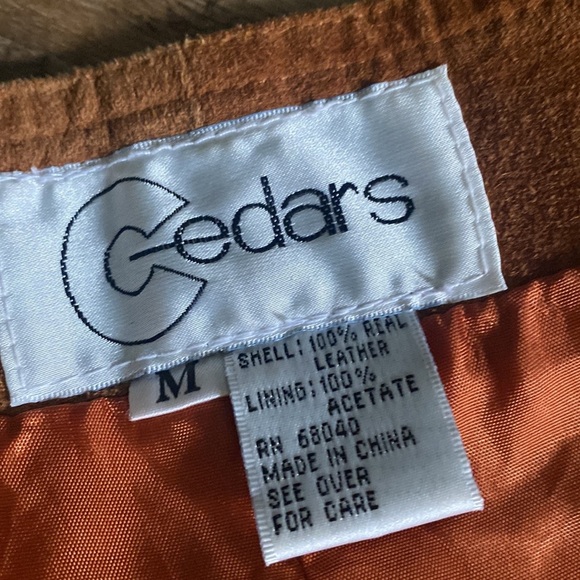 Cedars
M
SHELL: 100% REAL
LEATHER
LINING: 100%
ACETATE
RN 68040
MADE IN CHINA
SEE OVER
FOR CARE